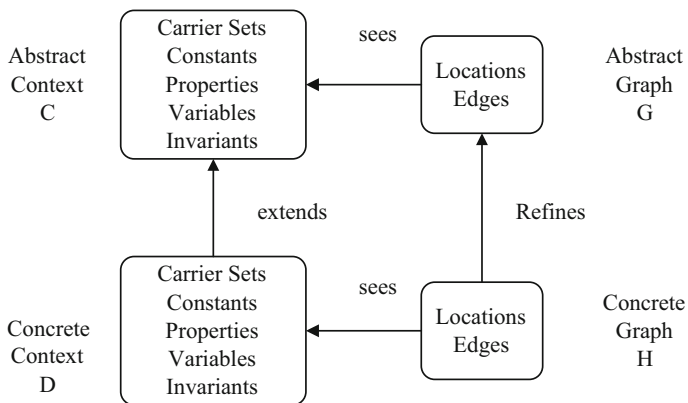 Abstract
Context
C
Carrier Sets
Constants
Properties
Variables
Invariants
sees
Locations
Edges
Abstract
Graph
G
extends
Refines
Concrete
Context
D
Carrier Sets
Constants
Properties
Variables
Invariants
sees
Locations
Edges
Concrete
Graph
H